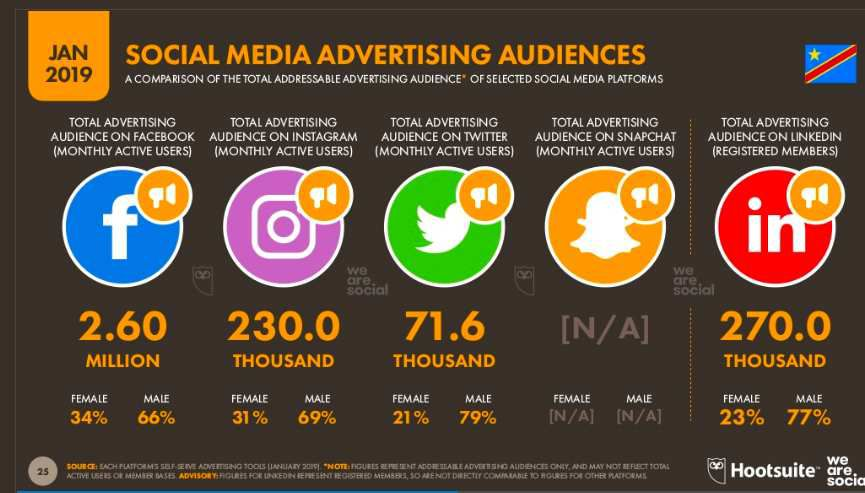 JAN
2019
SOCIAL MEDIA ADVERTISING AUDIENCES
A COMPARISON OF THE TOTAL ADDRESSABLE ADVERTISING AUDIENCE* OF SELECTED SOCIAL MEDIA PLATFORMS
TOTAL ADVERTISING
AUDIENCE ON FACEBOOK
(MONTHLY ACTIVE USERS)
TOTAL ADVERTISING
AUDIENCE ON INSTAGRAM
(MONTHLY ACTIVE USERS)
TOTAL ADVERTISING
AUDIENCE ON TWITTER
(MONTHLY ACTIVE USERS)
TOTAL ADVERTISING
AUDIENCE ON SNAPCHAT
(MONTHLY ACTIVE USERS)
TOTAL ADVERTISING
AUDIENCE ON LINKEDIN
(REGISTERED MEMBERS)
f
in
we
are
social
we
are
social
2.60
MILLION
230.0
THOUSAND
71.6
THOUSAND
[N/A]
270.0
THOUSAND
FEMALE MALE
34% 66%
FEMALE MALE
31% 69%
FEMALE MALE
21% 79%
FEMALE MALE
[N/A] [N/A]
FEMALE MALE
23% 77%
25
SOURCE: EACH PLATFORM'S SELF-SERVE ADVERTISING TOOLS (JANUARY 2019). *NOTE: FIGURES REPRESENT ADDRESSABLE ADVERTISING AUDIENCES ONLY, AND MAY NOT REFLECT TOTAL
ACTIVE USERS OR MEMBER BASES. ADVISORY: FIGURES FOR LINKEDIN REPRESENT REGISTERED MEMBERS, SO ARE NOT DIRECTLY COMPARABLE TO FIGURES FOR OTHER PLATFORMS.
Hootsuite™
we
are
social